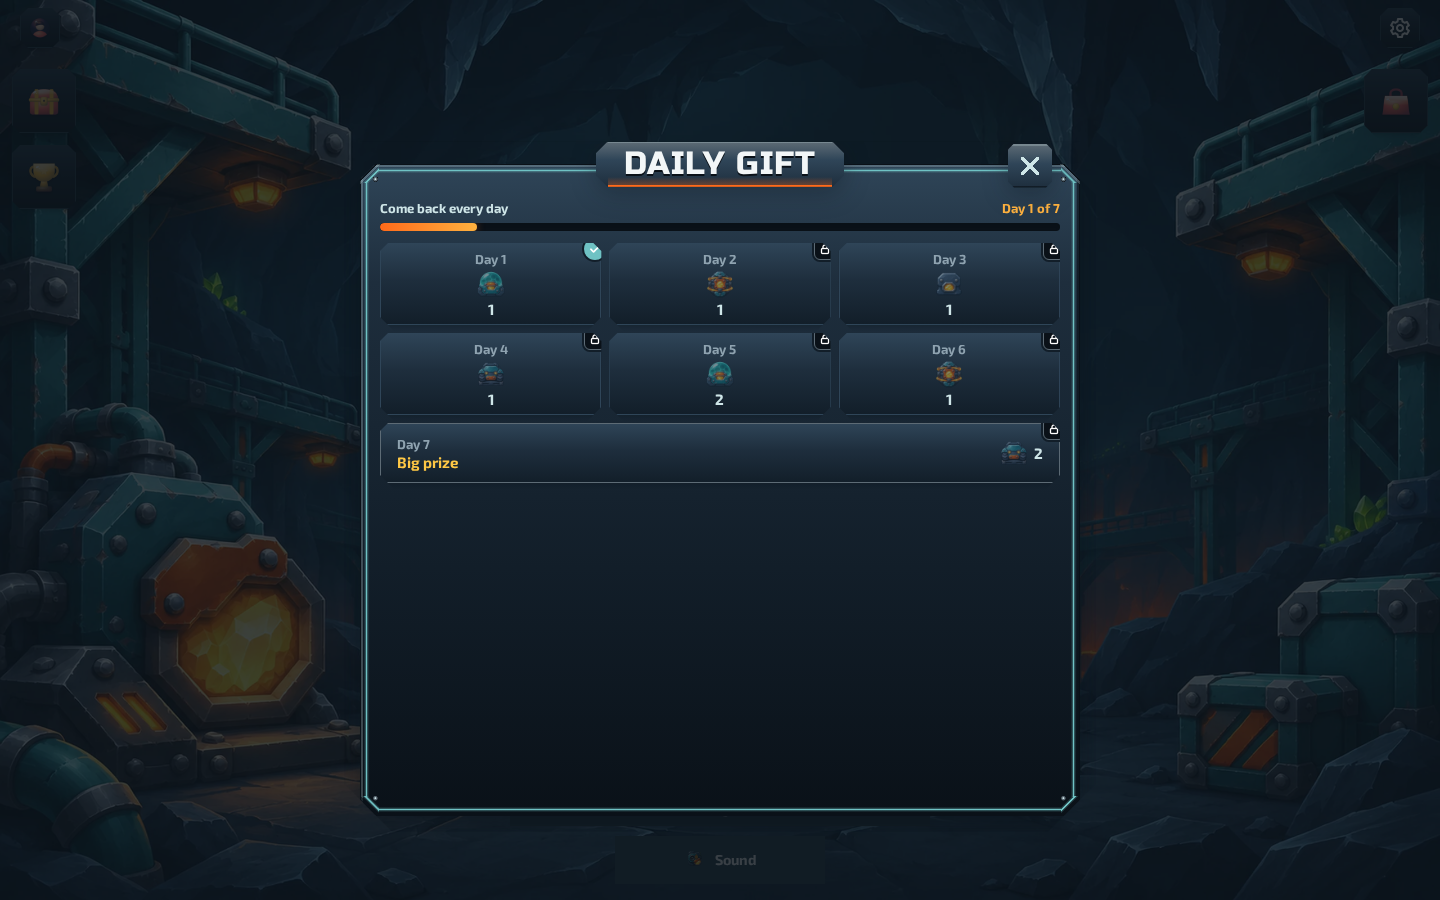 DAILY GIFT
Come back every day
Day 1 of 7
Day 1
1
Day 2
1
Day 3
1
Day 4
1
Day 5
2
Day 6
1
Day 7
Big prize
2
Sound